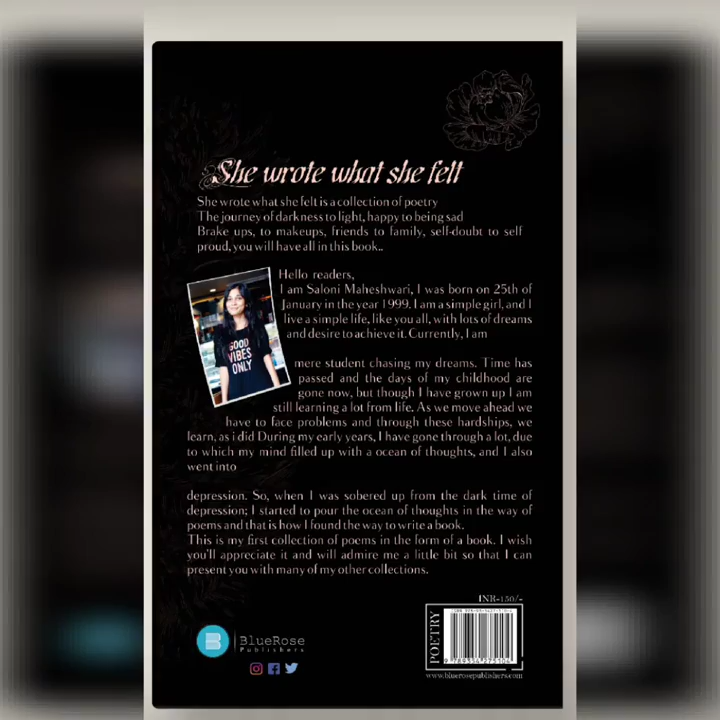 She wrote what she felt
She wrote what she felt is a collection of poetry
The journey of darkness to light, happy to being sad
Brake ups, to makeups, friends to family, self-doubt to self
proud, you will have all in this book..
Hello readers,
I am Saloni Maheshwari, I was born on 25th of
January in the year 1999. I am a simple girl, and I
live a simple life, like you all, with lots of dreams
and desire to achieve it. Currently, I am
GOOD
VIBES
ONLY
mere student chasing my dreams. Time has
passed and the days of my childhood are
gone now, but though I have grown up I am
still learning a lot from life. As we move ahead we
have to face problems and through these hardships, we
learn, as i did During my early years, I have gone through a lot, due
to which my mind filled up with a ocean of thoughts, and I also
went into
depression. So, when I was sobered up from the dark time of
depression; I started to pour the ocean of thoughts in the way of
poems and that is how I found the way to write a book.
This is my first collection of poems in the form of a book. I wish
you'll appreciate it and will admire me a little bit so that I can
present you with many of my other collections.
INR-150/-
POETRY
B
BlueRose
Publishers
www.bluerosepublishers.com